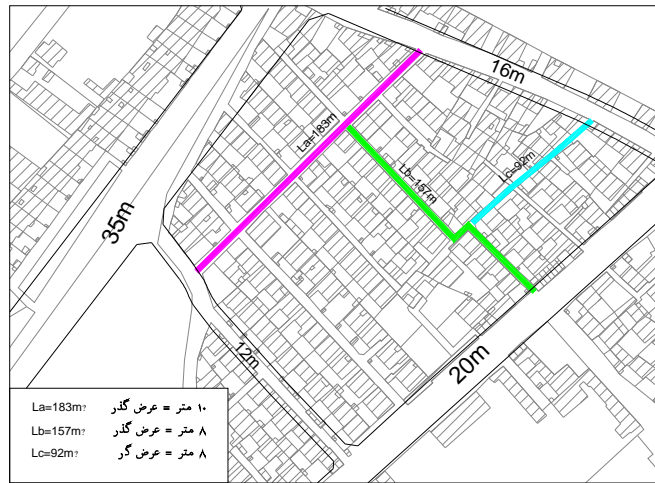 16m
La=183m
Lb=157m
Lc=92m
35m
12m
20m
La=183m? ۱۰ متر = عرض گذر
Lb=157m? ۸ متر = عرض گذر
Lc=92m? ۸ متر = عرض گر